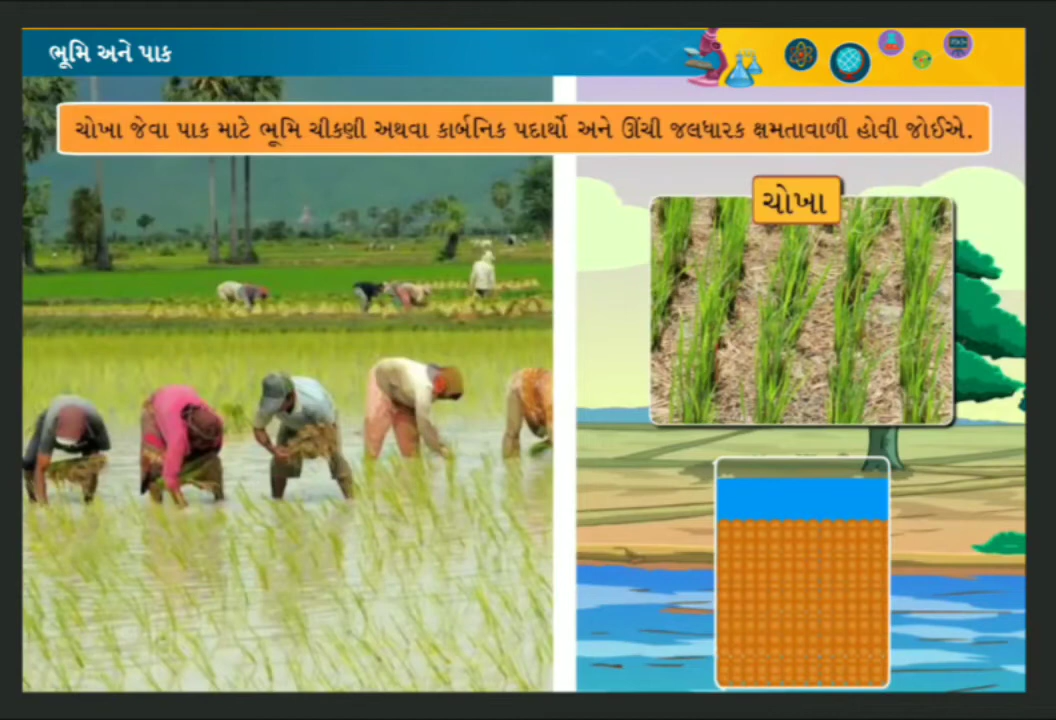 ભૂમિ અને પાક
ચોખા જેવા પાક માટે ભૂમિ ચીકણી અથવા કાર્બનિક પદાર્થો અને ઊંચી જલધારક ક્ષમતાવાળી હોવી જોઈએ.
ચોખા